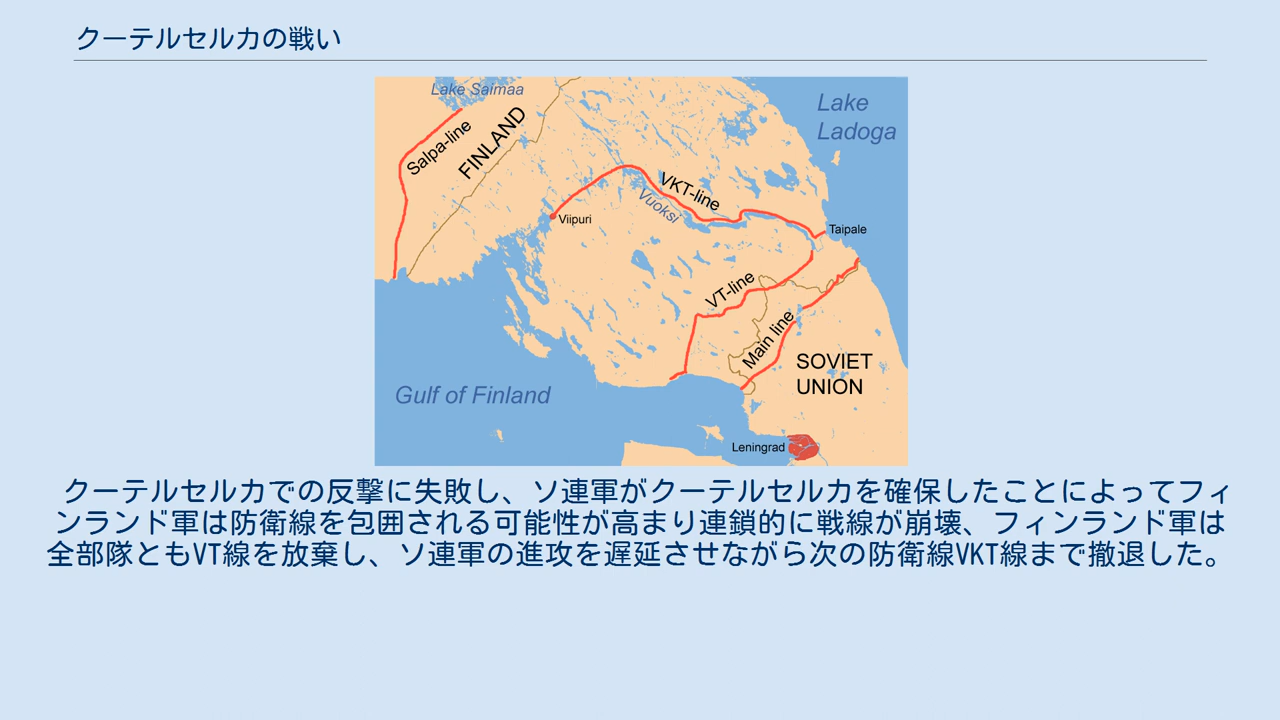 クーテルセルカの戦い
Lake Saimaa
Lake
Ladoga
Salpa-line
FINLAND
VKT-line
Vuoksi
Viipuri
Taipale
VT-line
Main line
SOVIET
UNION
Gulf of Finland
Leningrad
クーテルセルカでの反撃に失敗し、ソ連軍がクーテルセルカを確保したことによってフィ
ンランド軍は防衛線を包囲される可能性が高まり連鎖的に戦線が崩壊、フィンランド軍は
全部隊ともVT線を放棄し、ソ連軍の進攻を遅延させながら次の防衛線VKT線まで撤退した。